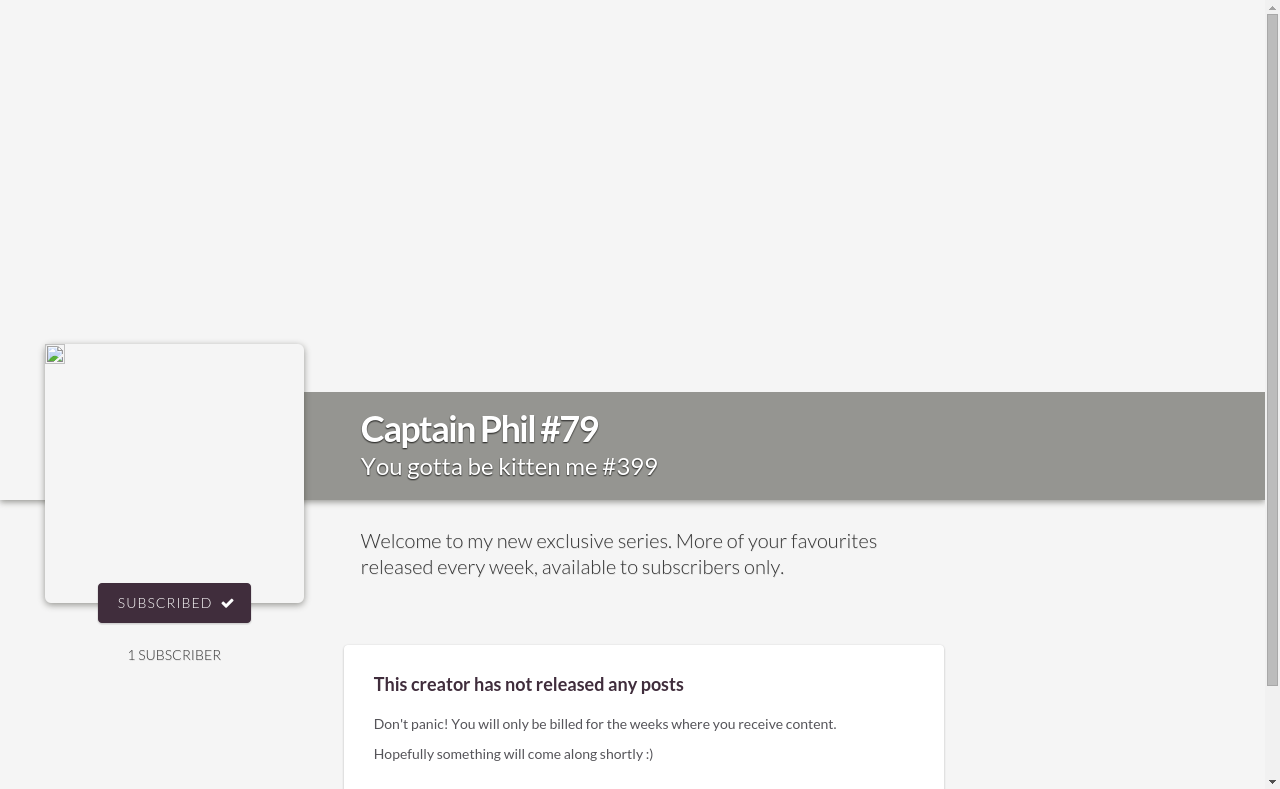 Captain Phil #79
You gotta be kitten me #399
Welcome to my new exclusive series. More of your favourites
released every week, available to subscribers only.
SUBSCRIBED
1 SUBSCRIBER
This creator has not released any posts
Don't panic! You will only be billed for the weeks where you receive content.
Hopefully something will come along shortly :)